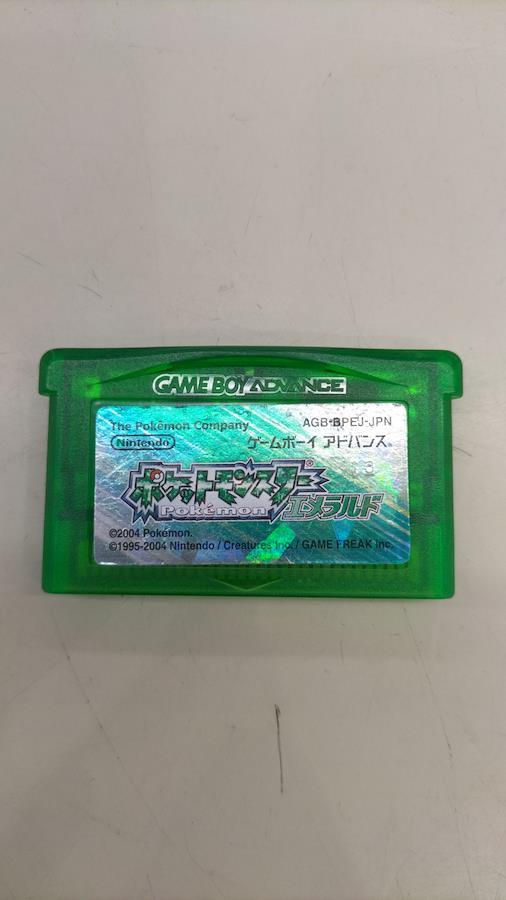 GAME BOY ADVANCE
The Pokémon Company
AGB-BPEJ-JPN
Nintendo
ゲームボーイ アドバンス
ポケットモンスター
Pokémon
エメラルド
©2004 Pokémon.
©1995-2004 Nintendo / Creatures inc. / GAME FREAK inc.